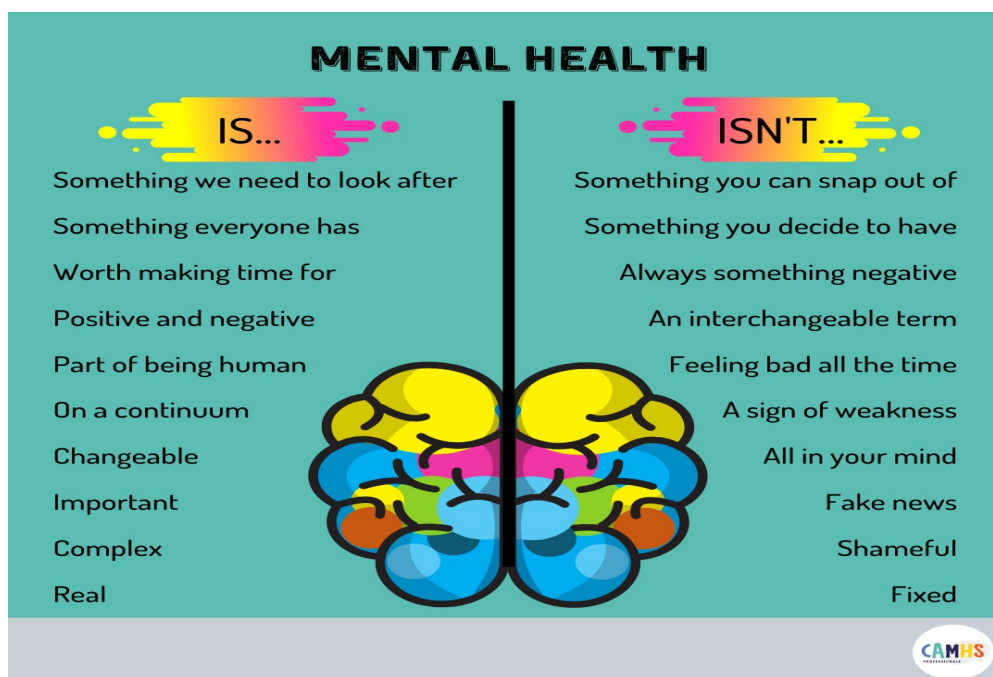 MENTAL HEALTH
IS...
Something we need to look after
Something everyone has
Worth making time for
Positive and negative
Part of being human
On a continuum
Changeable
Important
Complex
Real
ISN'T...
Something you can snap out of
Something you decide to have
Always something negative
An interchangeable term
Feeling bad all the time
A sign of weakness
All in your mind
Fake news
Shameful
Fixed
CAMHS
PROFESSIONALS